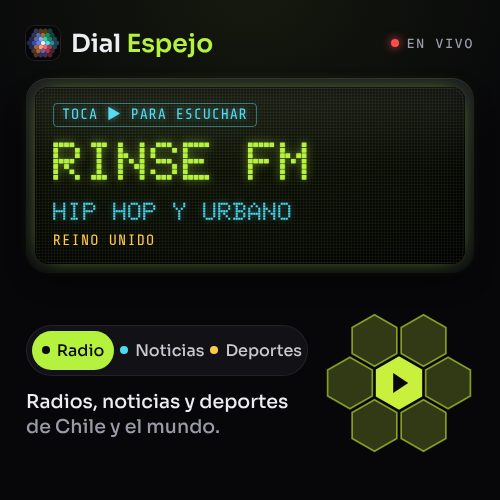 Dial Espejo
EN VIVO
TOCA ▶ PARA ESCUCHAR
RINSE FM
HIP HOP Y URBANO
REINO UNIDO
Radio
Noticias
Deportes
Radios, noticias y deportes
de Chile y el mundo.